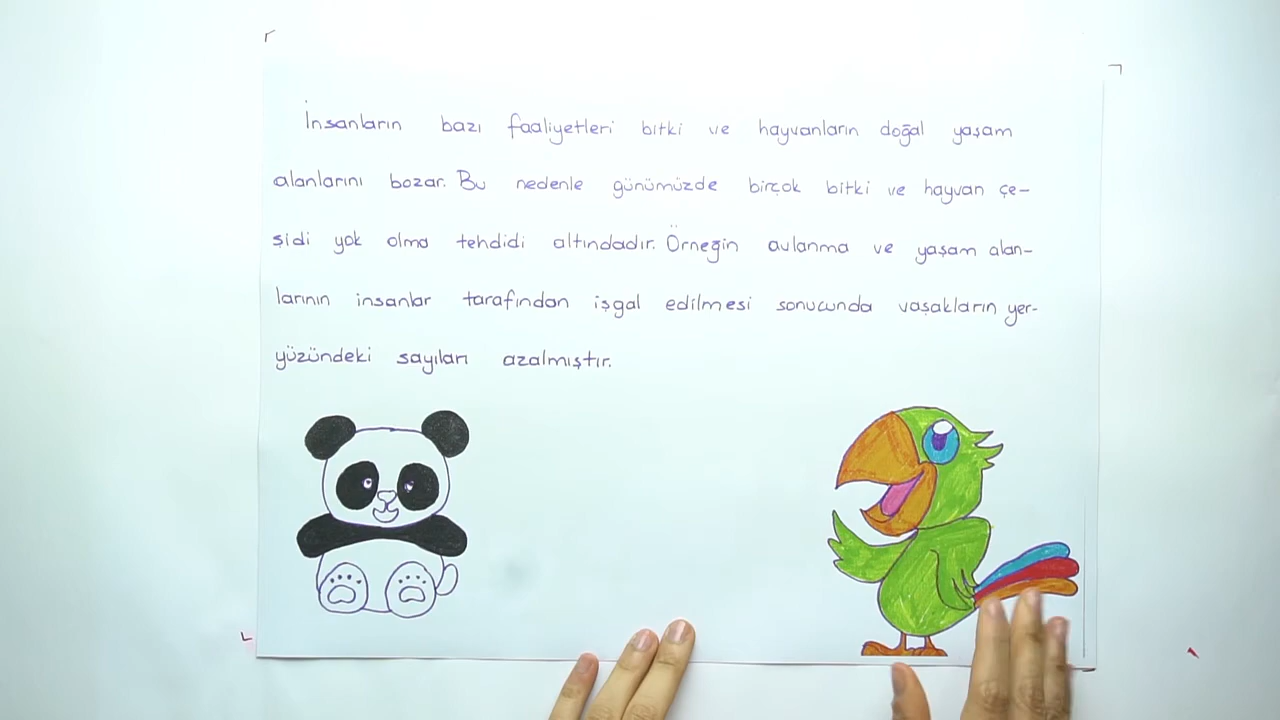 İnsanların bazı faaliyetleri bitki ve hayvanların doğal yaşam
alanlarını bozar. Bu nedenle günümüzde birçok bitki ve hayvan çe-
şidi yok olma tehdidi altındadır. Örneğin avlanma ve yaşam alan-
larının insanlar tarafından işgal edilmesi sonucunda vaşakların yer-
yüzündeki sayıları azalmıştır.